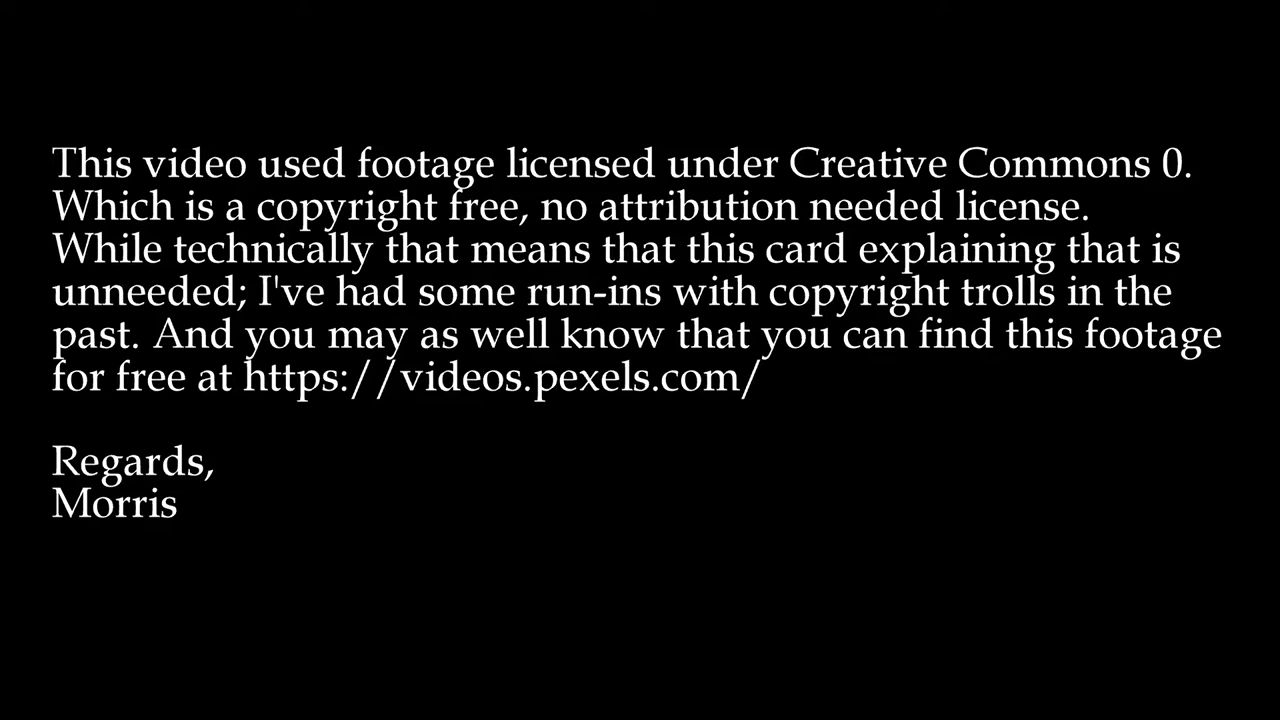 This video used footage licensed under Creative Commons 0.
Which is a copyright free, no attribution needed license.
While technically that means that this card explaining that is
unneeded; I've had some run-ins with copyright trolls in the
past. And you may as well know that you can find this footage
for free at https://videos.pexels.com/
Regards,
Morris